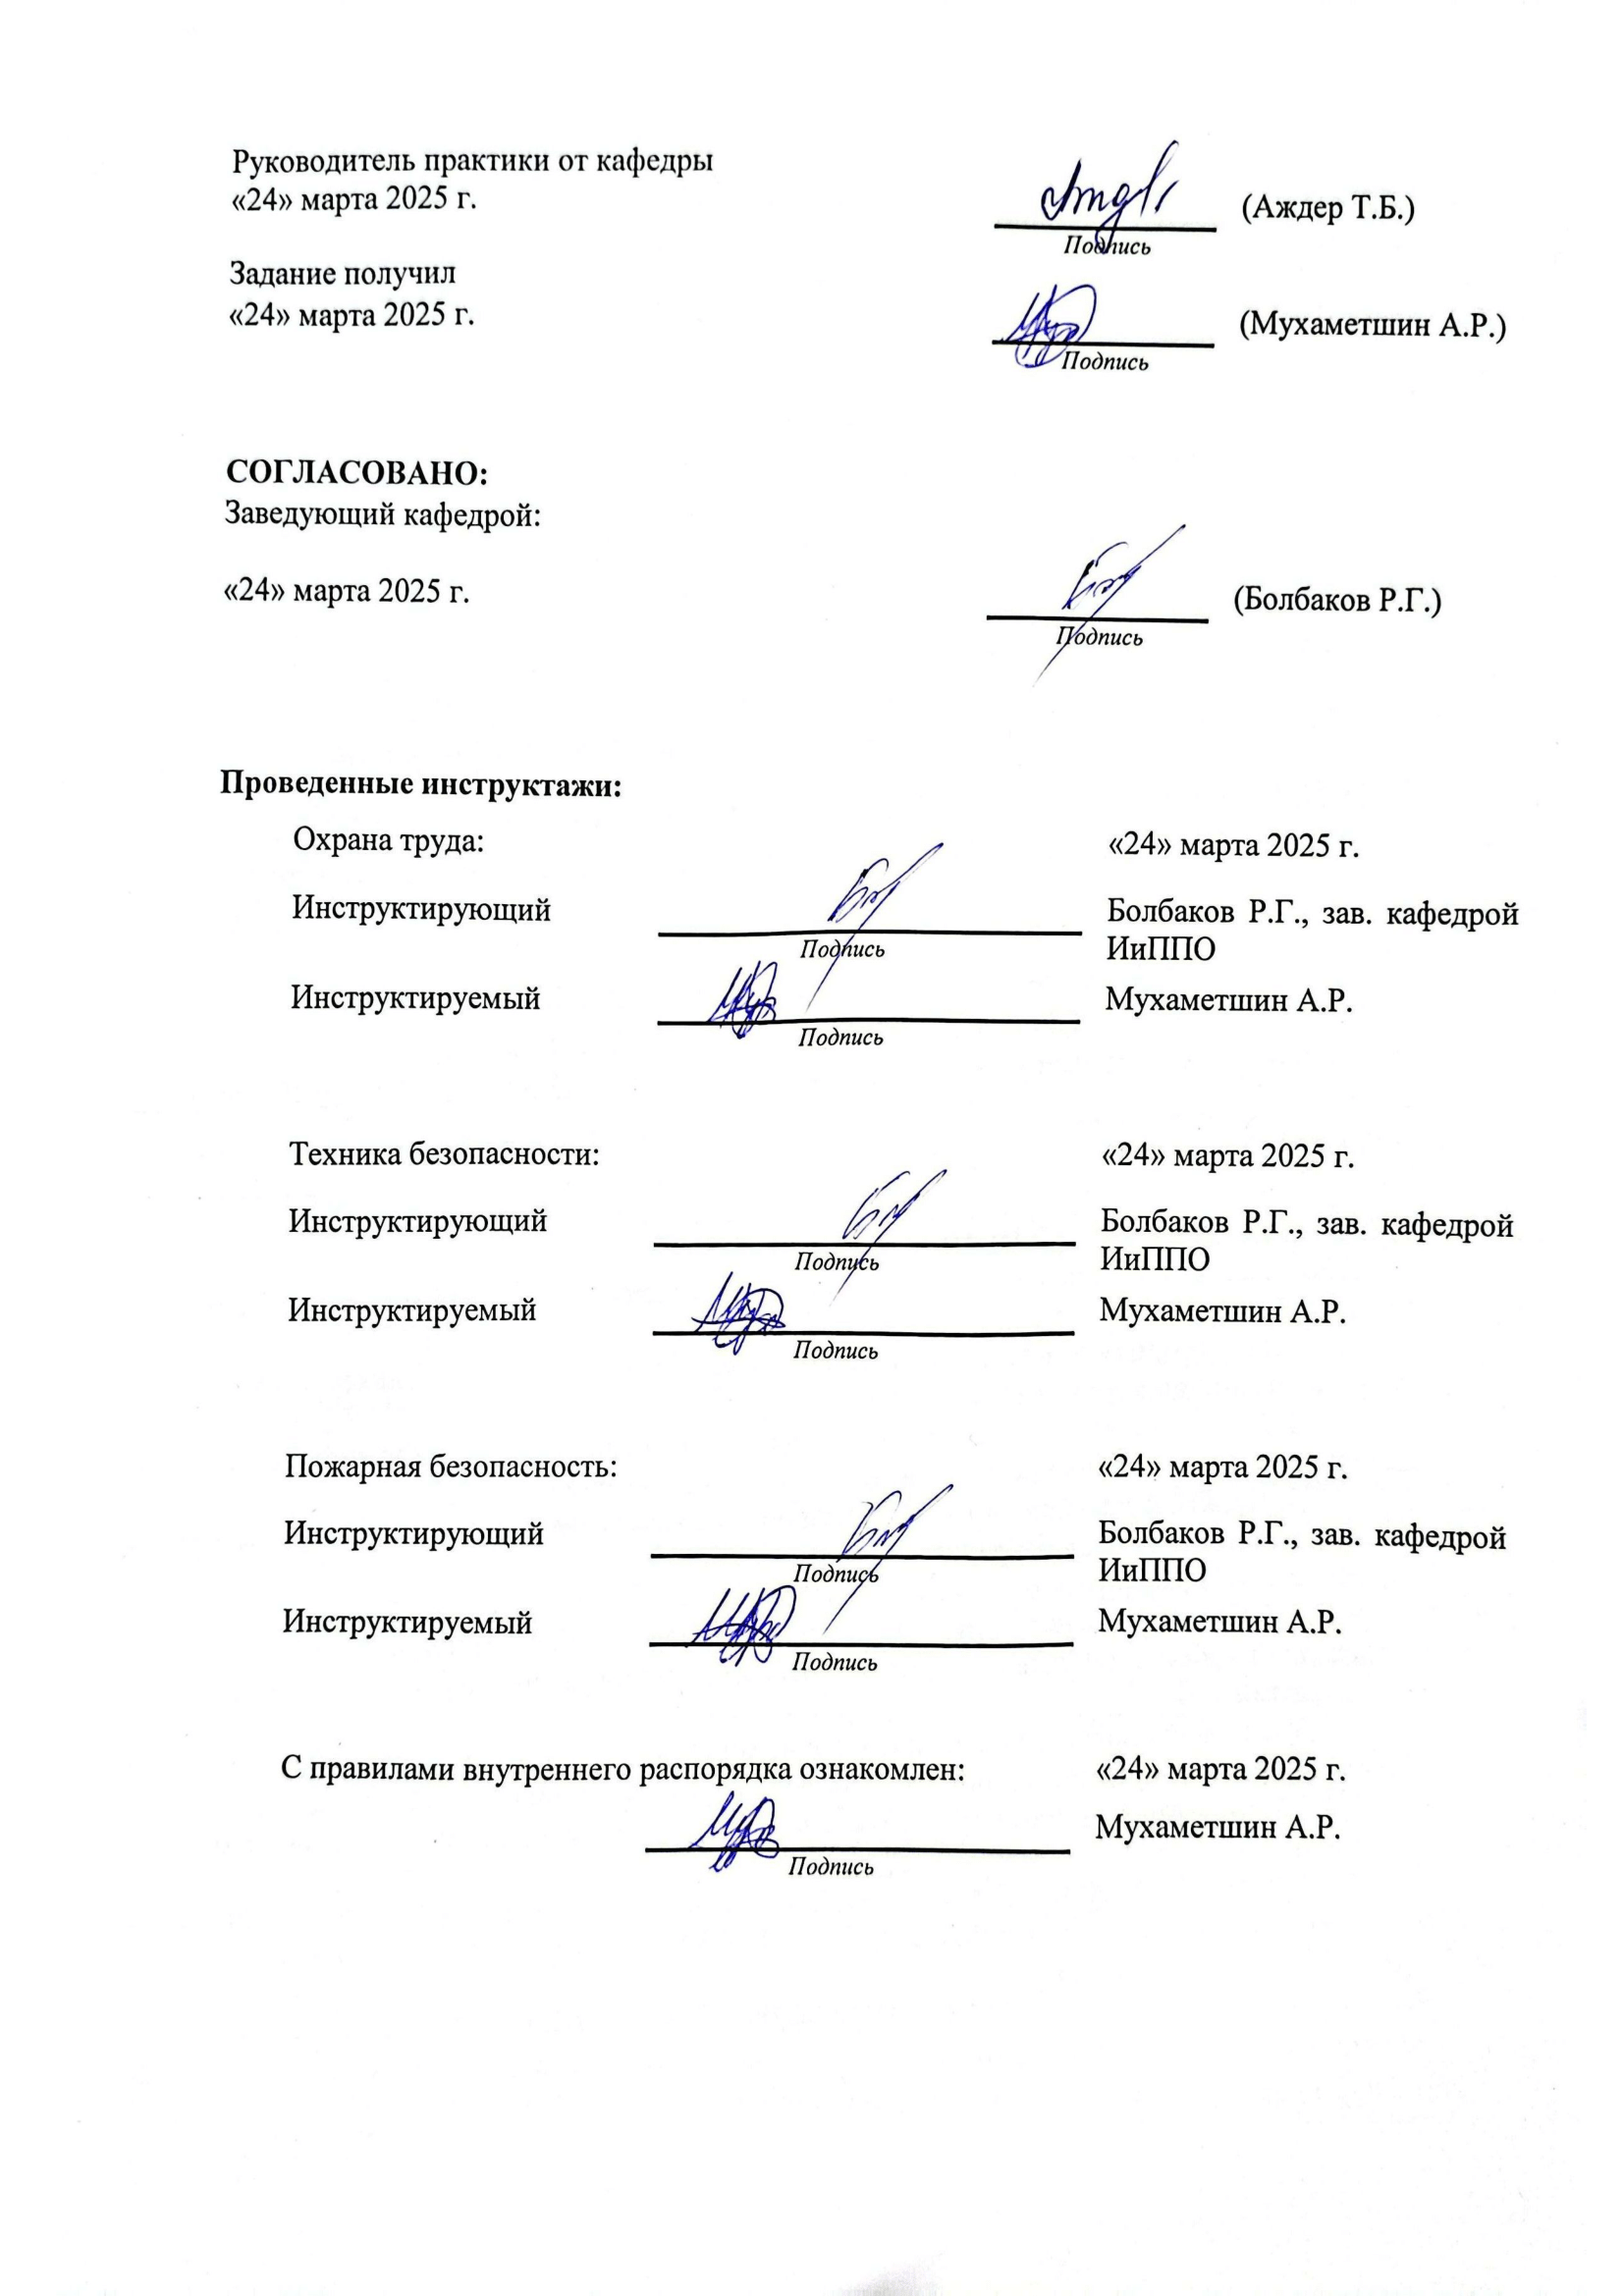 Руководитель практики от кафедры
«24» марта 2025 г.
(Аждер Т.Б.)
Подпись
Задание получил
«24» марта 2025 г.
(Мухаметшин А.Р.)
Подпись
СОГЛАСОВАНО:
Заведующий кафедрой:
«24» марта 2025 г.
(Болбаков Р.Г.)
Подпись
Проведенные инструктажи:
Охрана труда:
«24» марта 2025 г.
Инструктирующий
Болбаков Р.Г., зав. кафедрой
ИиППО
Подпись
Инструктируемый
Мухаметшин А.Р.
Подпись
Техника безопасности:
«24» марта 2025 г.
Инструктирующий
Болбаков Р.Г., зав. кафедрой
ИиППО
Подпись
Инструктируемый
Мухаметшин А.Р.
Подпись
Пожарная безопасность:
«24» марта 2025 г.
Инструктирующий
Болбаков Р.Г., зав. кафедрой
ИиППО
Подпись
Инструктируемый
Мухаметшин А.Р.
Подпись
С правилами внутреннего распорядка ознакомлен:
«24» марта 2025 г.
Мухаметшин А.Р.
Подпись